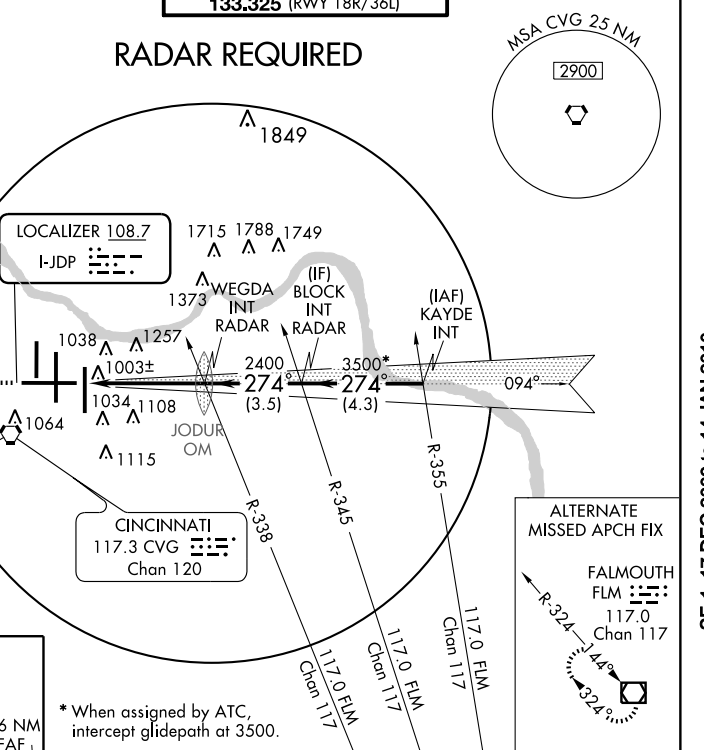 133.325 (RWY 18R/36L)
RADAR REQUIRED
MSA CVG 25 NM
2900
1849
LOCALIZER 108.7
I-JDP
1715 1788 1749
1373
WEGDA
INT
RADAR
(IF)
BLOCK
INT
RADAR
(IAF)
KAYDE
INT
1038
1257
1003±
2400
3500*
274°
274°
094°
(3.5)
(4.3)
1034
1108
1064
1115
JODUR
OM
R-338
R-345
R-355
CINCINNATI
117.3 CVG
Chan 120
117.0 FLM
Chan 117
117.0 FLM
Chan 117
117.0 FLM
Chan 117
ALTERNATE
MISSED APCH FIX
FALMOUTH
FLM
117.0
Chan 117
R-324
144°
324°
6 NM
FAF
* When assigned by ATC,
intercept glidepath at 3500.